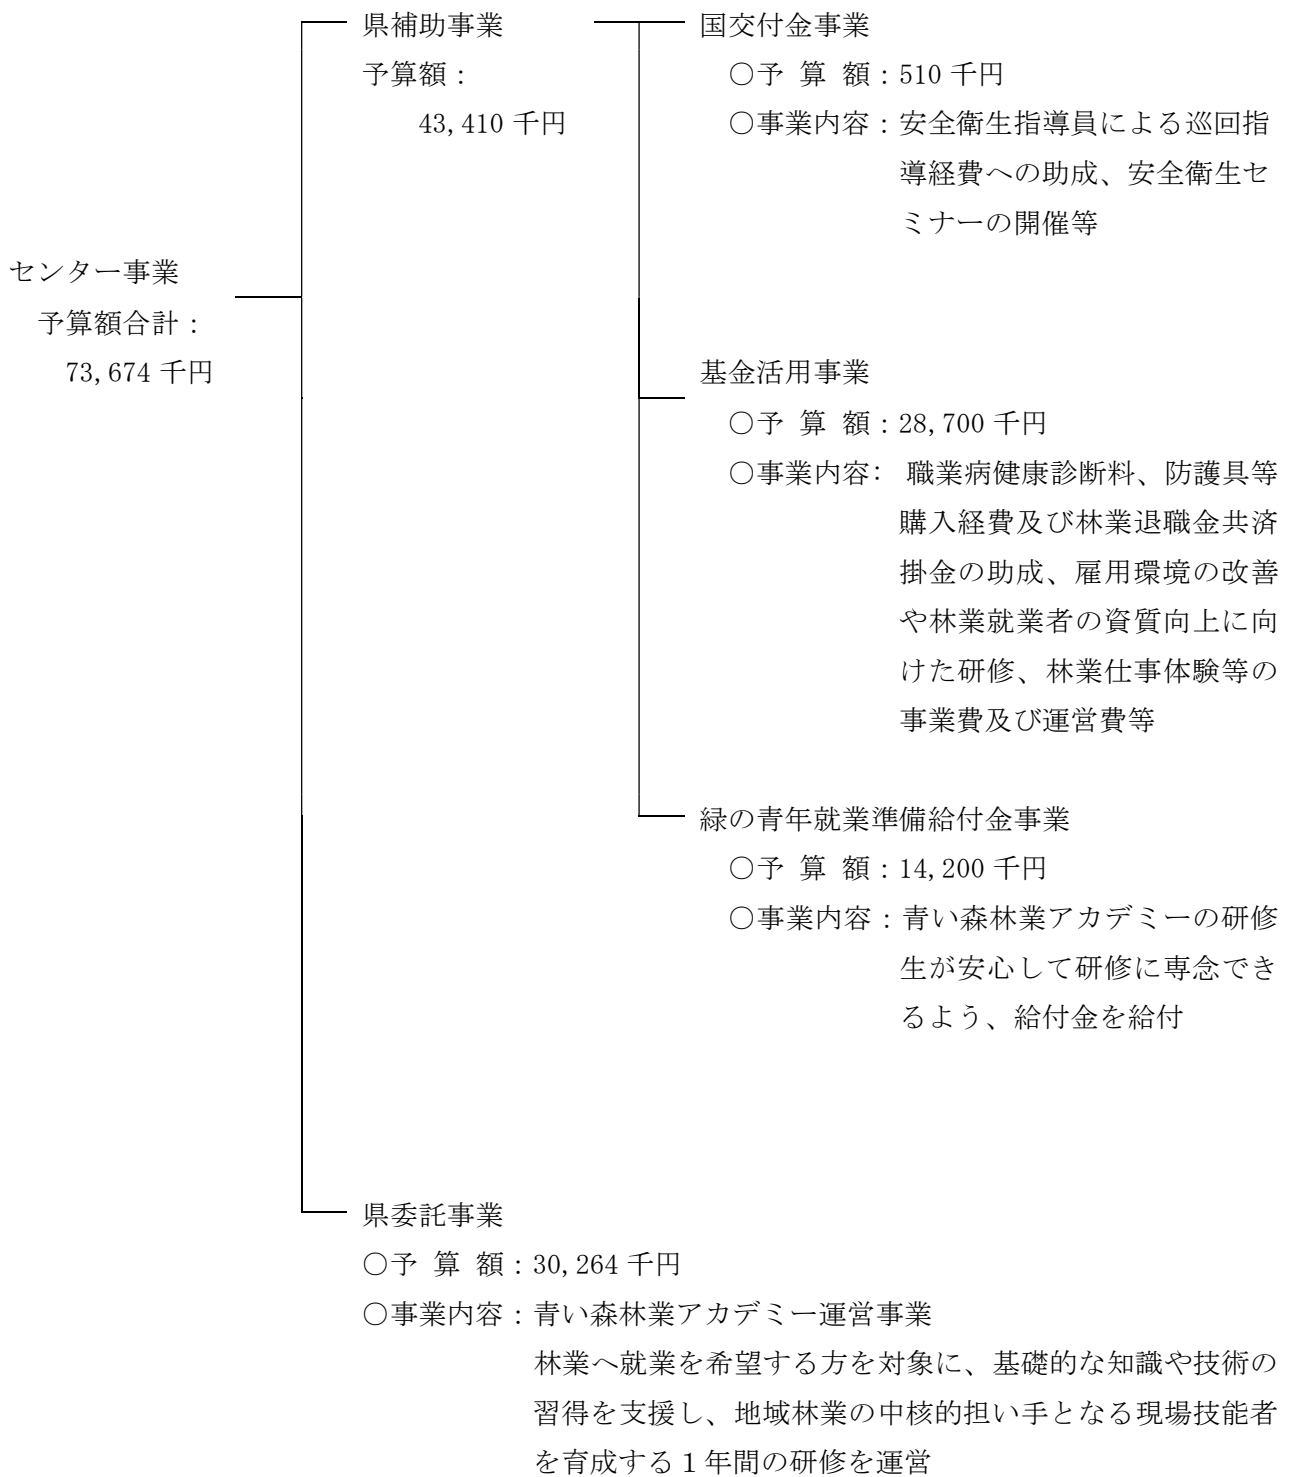 センター事業
予算額合計：
73,674 千円
県補助事業
予算額：
43,410 千円
国交付金事業
○予 算 額：510 千円
○事業内容：安全衛生指導員による巡回指
導経費への助成、安全衛生セ
ミナーの開催等
基金活用事業
○予 算 額：28,700 千円
○事業内容： 職業病健康診断料、防護具等
購入経費及び林業退職金共済
掛金の助成、雇用環境の改善
や林業就業者の資質向上に向
けた研修、林業仕事体験等の
事業費及び運営費等
緑の青年就業準備給付金事業
○予 算 額：14,200 千円
○事業内容：青い森林業アカデミーの研修
生が安心して研修に専念でき
るよう、給付金を給付
県委託事業
○予 算 額：30,264 千円
○事業内容：青い森林業アカデミー運営事業
林業へ就業を希望する方を対象に、基礎的な知識や技術の
習得を支援し、地域林業の中核的担い手となる現場技能者
を育成する１年間の研修を運営